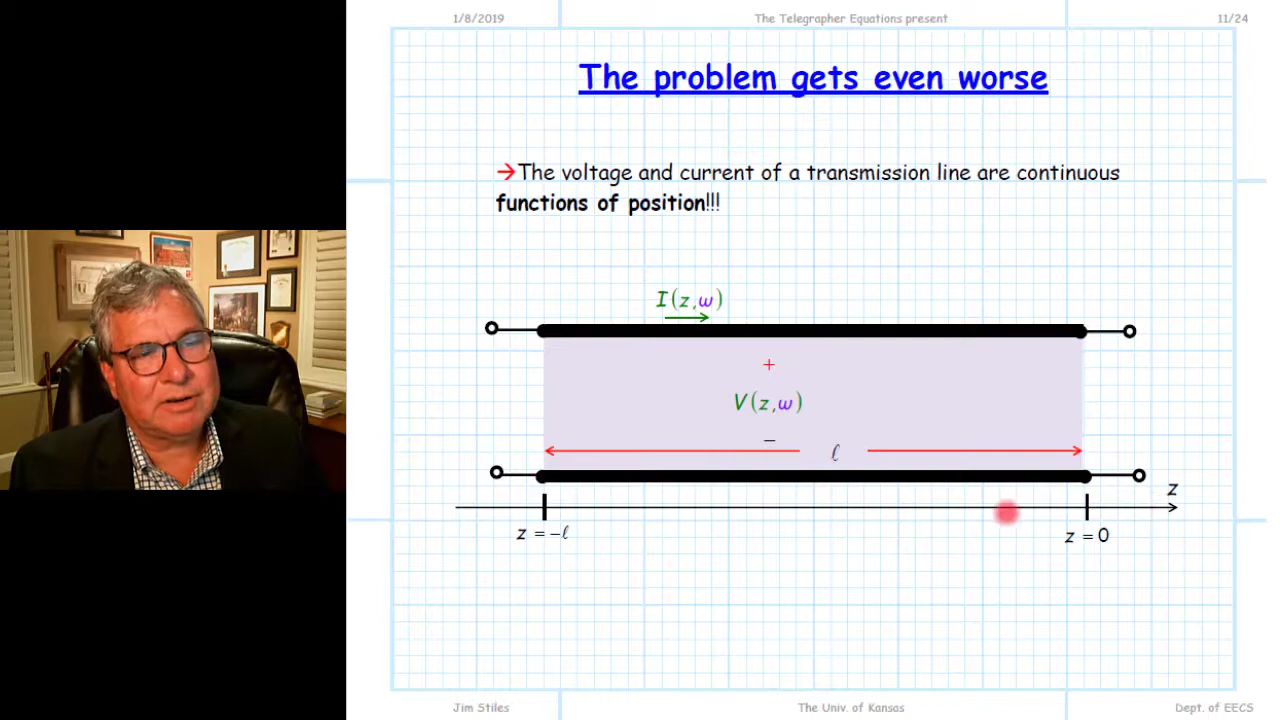 1/8/2019 The Telegrapher Equations present 11/24
The problem gets even worse
→The voltage and current of a transmission line are continuous
functions of position!!!
I(z,ω)
+
V(z,ω)
−
ℓ
z
z = −ℓ
z = 0
Jim Stiles The Univ. of Kansas Dept. of EECS